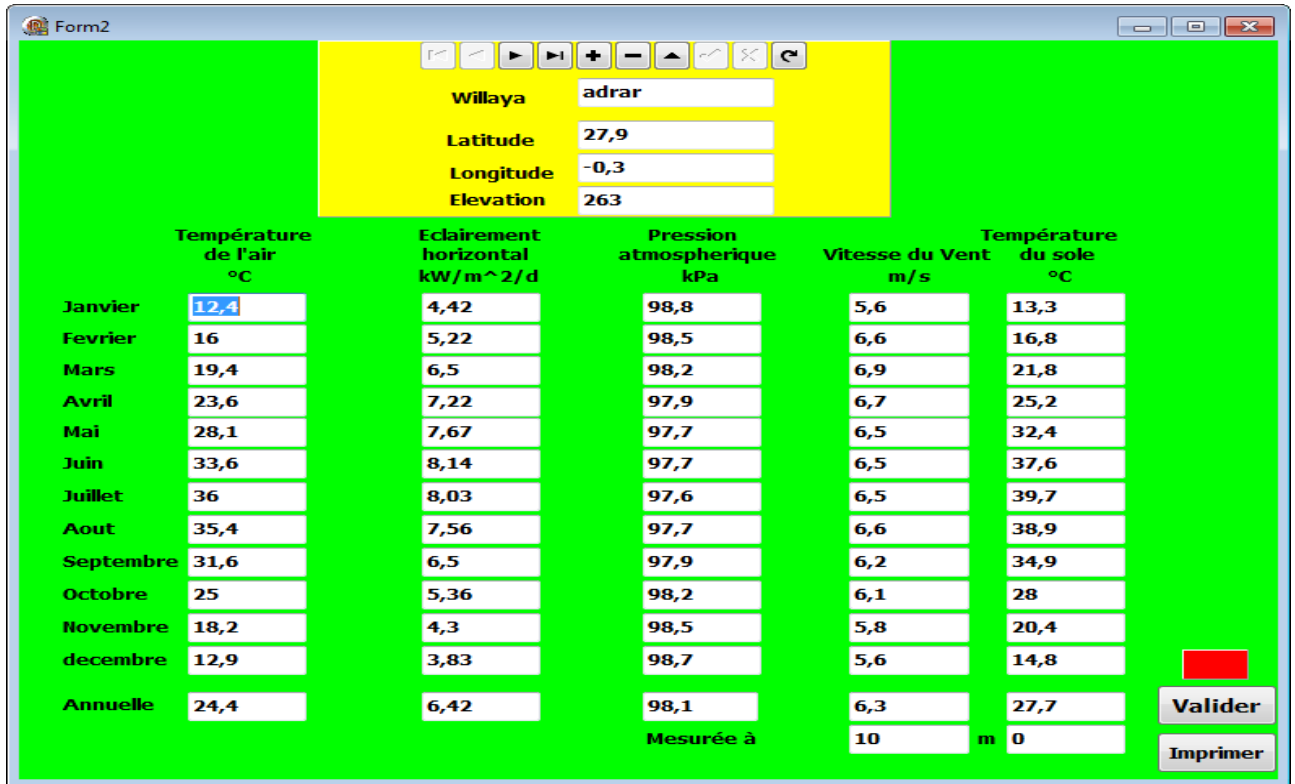 Form2
Willaya adrar
Latitude 27,9
Longitude -0,3
Elevation 263
Température Eclairement Pression Température
de l'air horizontal atmospherique Vitesse du Vent du sole
°C kW/m^2/d kPa m/s °C
Janvier 12,4 4,42 98,8 5,6 13,3
Fevrier 16 5,22 98,5 6,6 16,8
Mars 19,4 6,5 98,2 6,9 21,8
Avril 23,6 7,22 97,9 6,7 25,2
Mai 28,1 7,67 97,7 6,5 32,4
Juin 33,6 8,14 97,7 6,5 37,6
Juillet 36 8,03 97,6 6,5 39,7
Aout 35,4 7,56 97,7 6,6 38,9
Septembre 31,6 6,5 97,9 6,2 34,9
Octobre 25 5,36 98,2 6,1 28
Novembre 18,2 4,3 98,5 5,8 20,4
decembre 12,9 3,83 98,7 5,6 14,8
Annuelle 24,4 6,42 98,1 6,3 27,7 Valider
Mesurée à 10 m 0
Imprimer